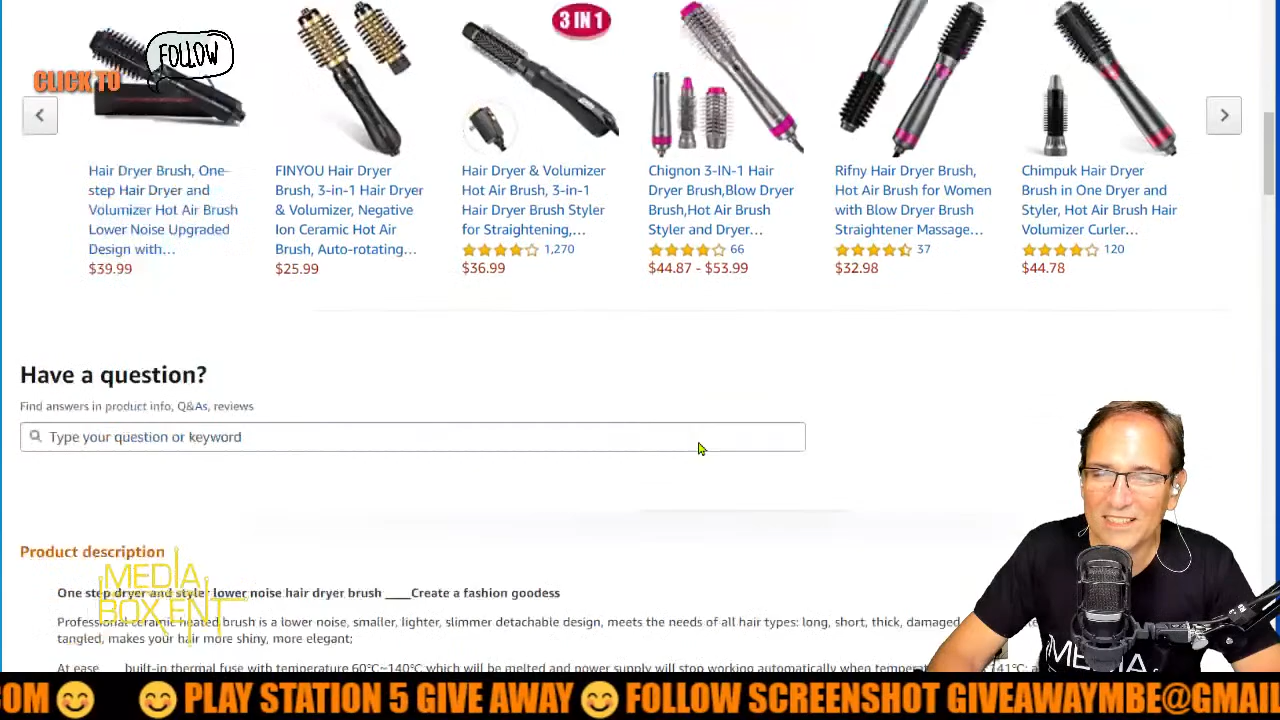 3 IN 1
FOLLOW
CLICK TO
Hair Dryer Brush, One-
step Hair Dryer and
Volumizer Hot Air Brush
Lower Noise Upgraded
Design with…
$39.99
FINYOU Hair Dryer
Brush, 3-in-1 Hair Dryer
& Volumizer, Negative
Ion Ceramic Hot Air
Brush, Auto-rotating…
$25.99
Hair Dryer & Volumizer
Hot Air Brush, 3-in-1
Hair Dryer Brush Styler
for Straightening,…
1,270
$36.99
Chignon 3-IN-1 Hair
Dryer Brush,Blow Dryer
Brush,Hot Air Brush
Styler and Dryer…
66
$44.87 - $53.99
Rifny Hair Dryer Brush,
Hot Air Brush for Women
with Blow Dryer Brush
Straightener Massage…
37
$32.98
Chimpuk Hair Dryer
Brush in One Dryer and
Styler, Hot Air Brush Hair
Volumizer Curler…
120
$44.78
Have a question?
Find answers in product info, Q&As, reviews
Type your question or keyword
Product description
MEDIA
BOX ENT
One step dryer and styler lower noise hair dryer brush ____Create a fashion goodess
Professional ceramic heated brush is a lower noise, smaller, lighter, slimmer detachable design, meets the needs of all hair types: long, short, thick, damaged
tangled, makes your hair more shiny, more elegant;
At ease built-in thermal fuse with temperature 60℃~140℃ which will be melted and power supply will stop working automatically when 141℃;
MEDIA
COM 😊 😊 PLAY STATION 5 GIVE AWAY 😊 FOLLOW SCREENSHOT GIVEAWAYMBE@GMAIL